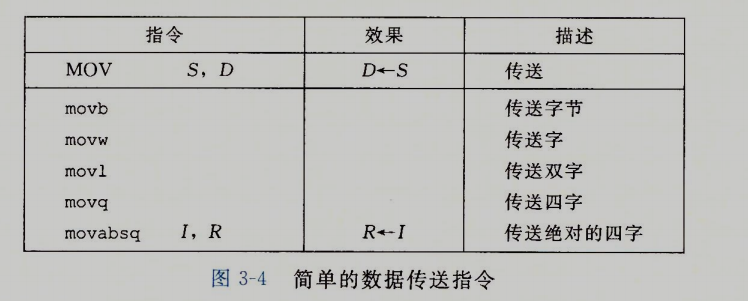 指令 效果 描述
MOV S, D D←S 传送
movb 传送字节
movw 传送字
movl 传送双字
movq 传送四字
movabsq I, R R←I 传送绝对的四字
图 3-4 简单的数据传送指令